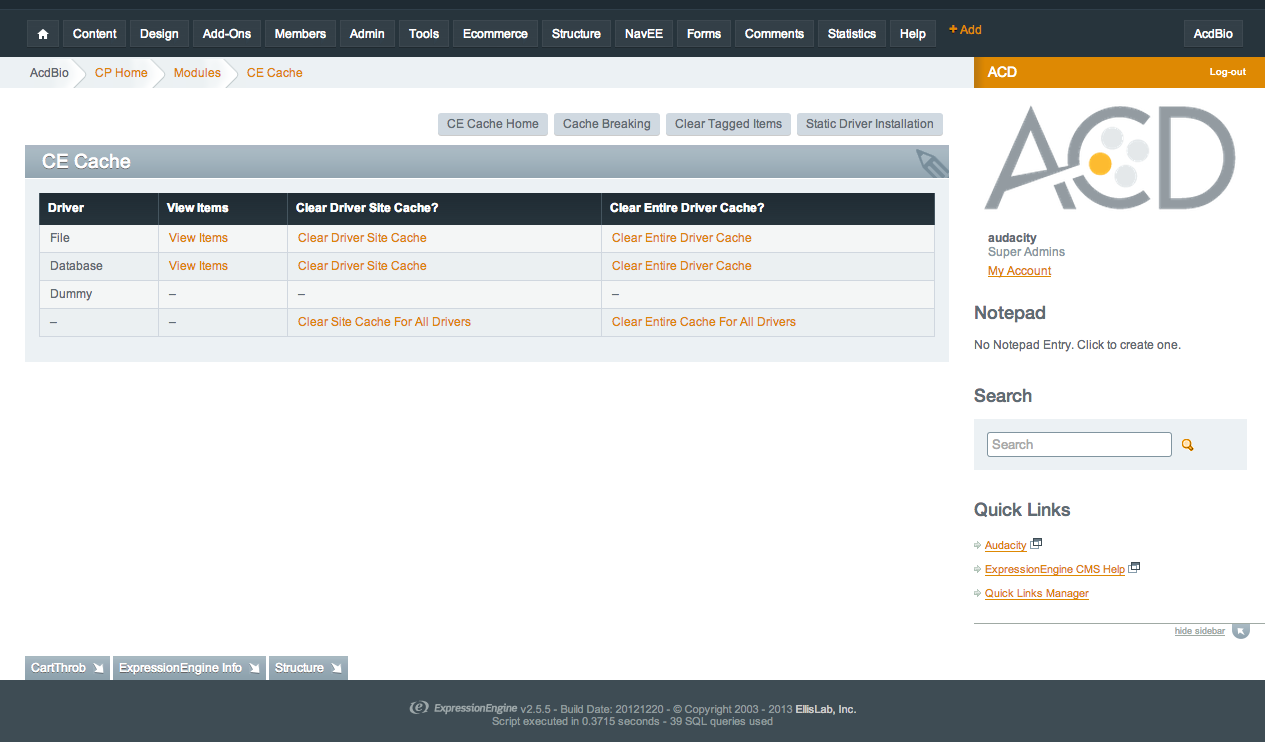 Content Design Add-Ons Members Admin Tools Ecommerce Structure NavEE Forms Comments Statistics Help + Add AcdBio
AcdBio CP Home Modules CE Cache
ACD Log-out
CE Cache Home Cache Breaking Clear Tagged Items Static Driver Installation
CE Cache
Driver View Items Clear Driver Site Cache? Clear Entire Driver Cache?
File View Items Clear Driver Site Cache Clear Entire Driver Cache
Database View Items Clear Driver Site Cache Clear Entire Driver Cache
Dummy – – –
– – Clear Site Cache For All Drivers Clear Entire Cache For All Drivers
ACD
audacity
Super Admins
My Account
Notepad
No Notepad Entry. Click to create one.
Search
Search
Quick Links
Audacity
ExpressionEngine CMS Help
Quick Links Manager
hide sidebar
CartThrob ExpressionEngine Info Structure
ExpressionEngine v2.5.5 - Build Date: 20121220 - © Copyright 2003 - 2013 EllisLab, Inc.
Script executed in 0.3715 seconds - 39 SQL queries used